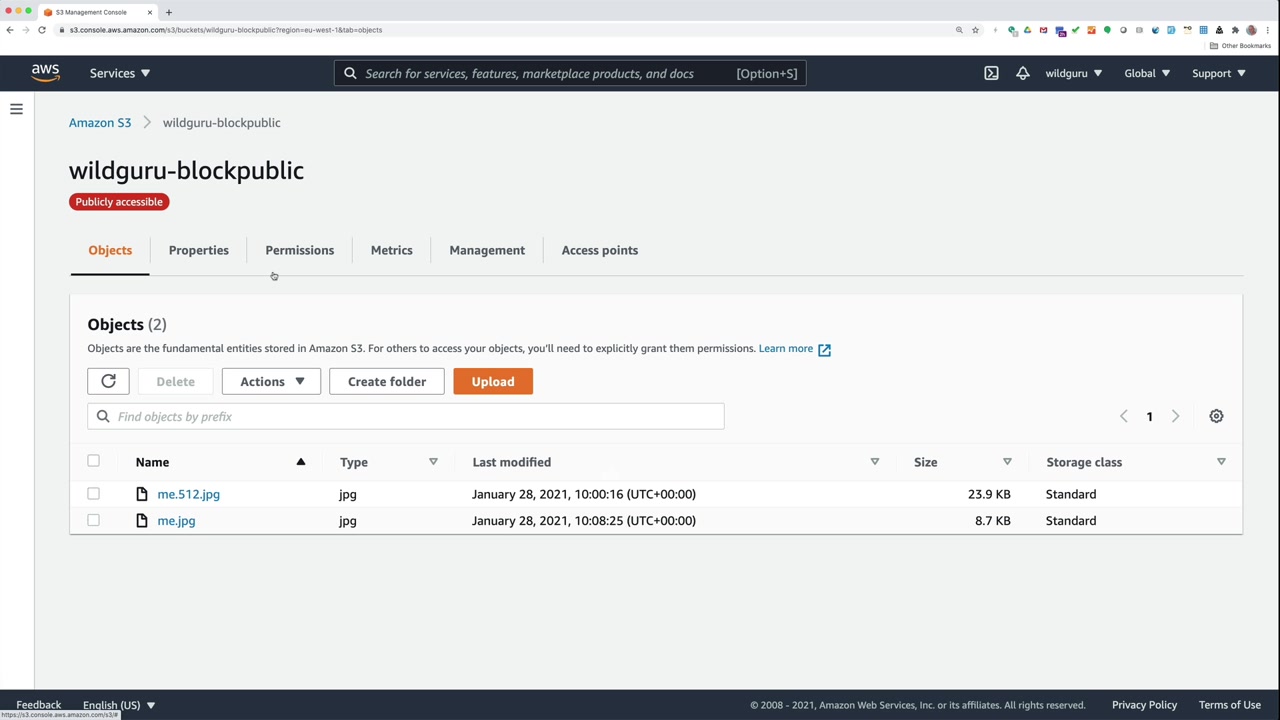 S3 Management Console
s3.console.aws.amazon.com/s3/buckets/wildguru-blockpublic?region=eu-west-1&tab=objects
Other Bookmarks
aws
Services
Search for services, features, marketplace products, and docs [Option+S]
wildguru
Global
Support
Amazon S3
wildguru-blockpublic
wildguru-blockpublic
Publicly accessible
Objects
Properties
Permissions
Metrics
Management
Access points
Objects (2)
Objects are the fundamental entities stored in Amazon S3. For others to access your objects, you'll need to explicitly grant them permissions. Learn more
Delete
Actions
Create folder
Upload
Find objects by prefix
1
Name Type Last modified Size Storage class
me.512.jpg jpg January 28, 2021, 10:00:16 (UTC+00:00) 23.9 KB Standard
me.jpg jpg January 28, 2021, 10:08:25 (UTC+00:00) 8.7 KB Standard
Feedback
English (US)
© 2008 - 2021, Amazon Web Services, Inc. or its affiliates. All rights reserved.
Privacy Policy
Terms of Use
https://s3.console.aws.amazon.com/s3/#